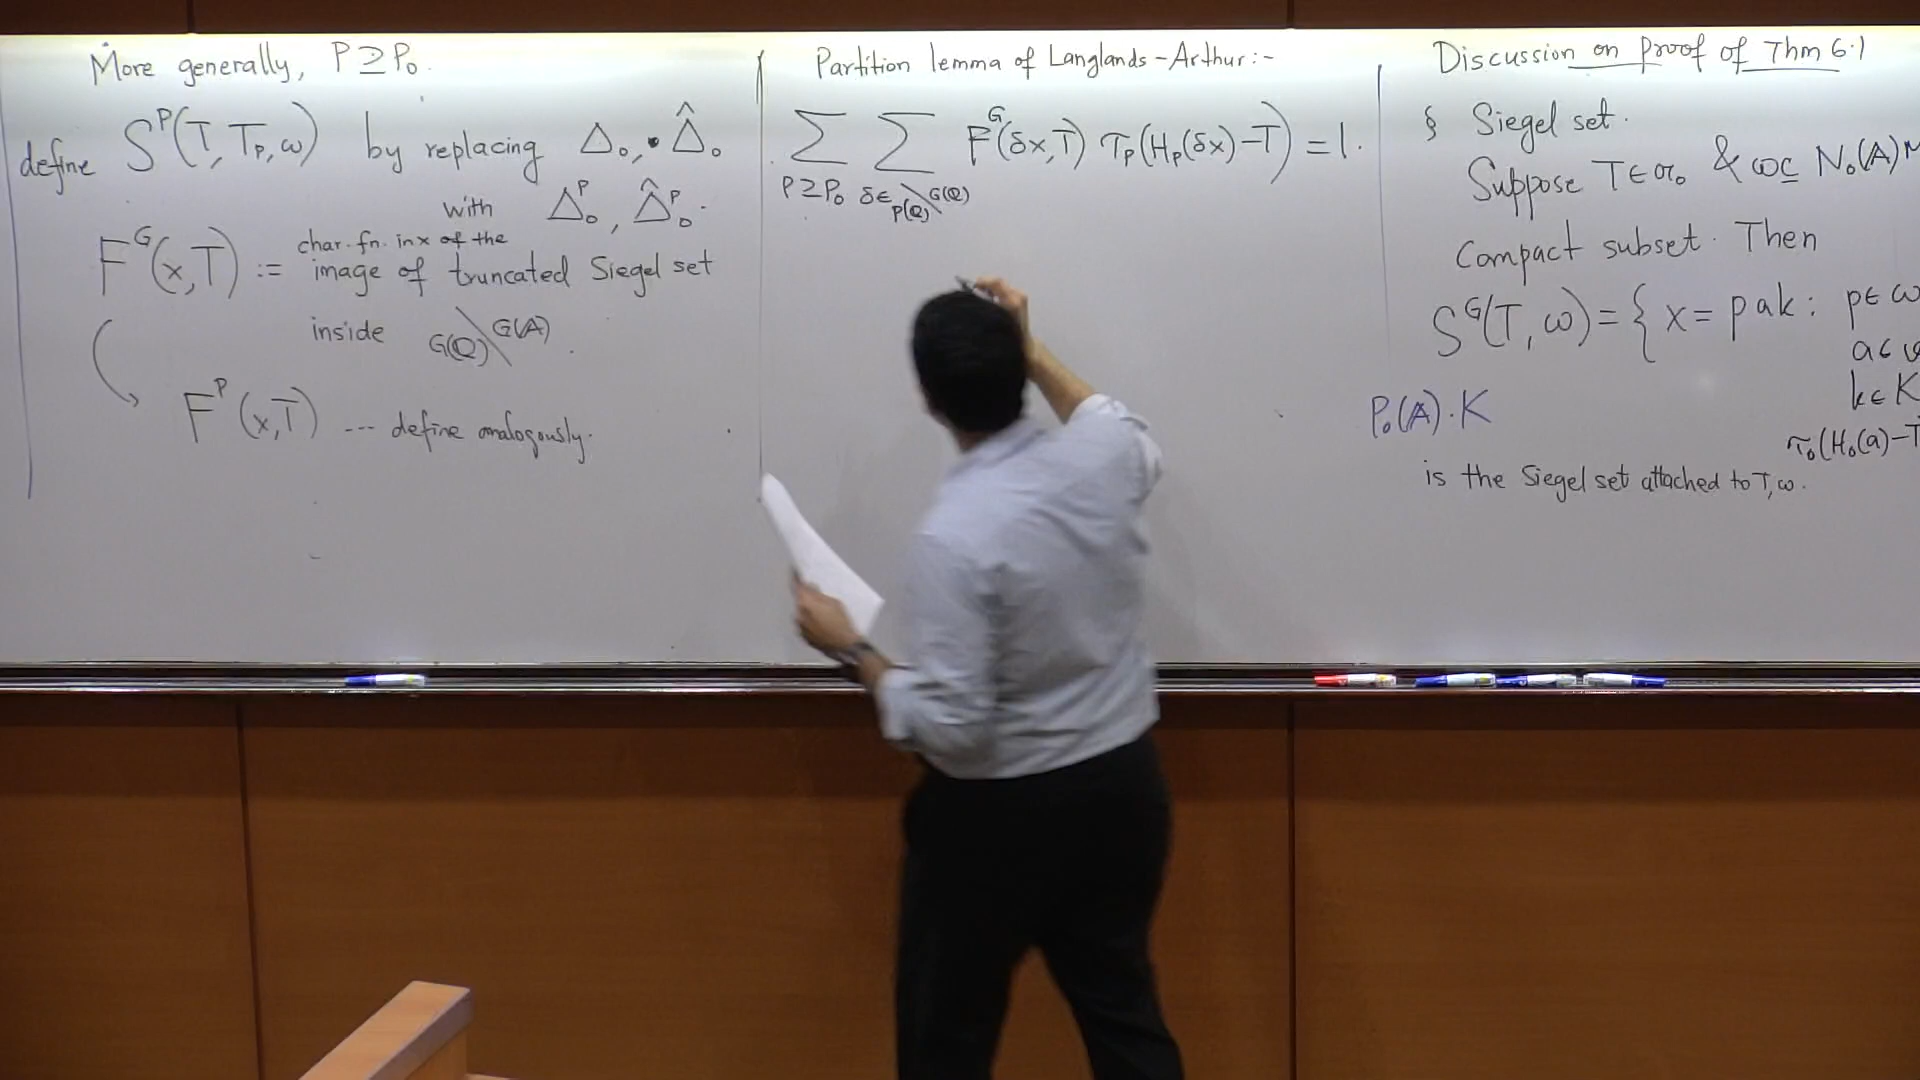 More generally, P ⊇ P₀.
define S^P(T, T_P, ω) by replacing Δ₀, Δ̂₀
with Δ₀^P, Δ̂₀^P.
F^G(x,T) := char. fn. in x of the
image of truncated Siegel set
inside G(Q)\G(A).
F^P(x,T) --- define analogously.
Partition lemma of Langlands-Arthur:-
∑ ∑ F^G(δx,T) τ_P(H_P(δx)-T) = 1.
P⊇P₀ δ∈P(Q)\G(Q)
Discussion on proof of Thm 6.1
§ Siegel set.
Suppose T∈𝔞₀ & ω⊆ N₀(A)M
Compact subset. Then
S^G(T,ω) = { x = pak : p∈ω
a∈
k∈K
P₀(A).K
τ₀(H₀(a)-T
is the Siegel set attached to T,ω.